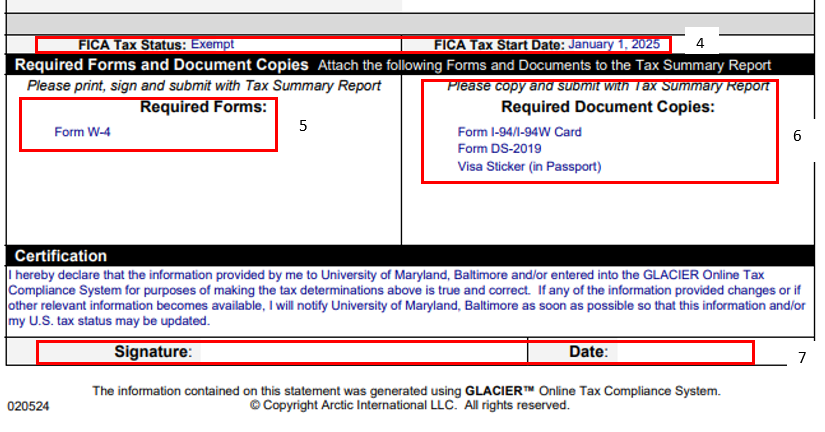 FICA Tax Status: Exempt FICA Tax Start Date: January 1, 2025 4
Required Forms and Document Copies Attach the following Forms and Documents to the Tax Summary Report
Please print, sign and submit with Tax Summary Report
Required Forms:
Form W-4
5
Please copy and submit with Tax Summary Report
Required Document Copies:
Form I-94/I-94W Card
Form DS-2019
Visa Sticker (in Passport)
6
Certification
I hereby declare that the information provided by me to University of Maryland, Baltimore and/or entered into the GLACIER Online Tax
Compliance System for purposes of making the tax determinations above is true and correct. If any of the information provided changes or if
other relevant information becomes available, I will notify University of Maryland, Baltimore as soon as possible so that this information and/or
my U.S. tax status may be updated.
Signature: Date: 7
The information contained on this statement was generated using GLACIER™ Online Tax Compliance System.
020524 © Copyright Arctic International LLC. All rights reserved.